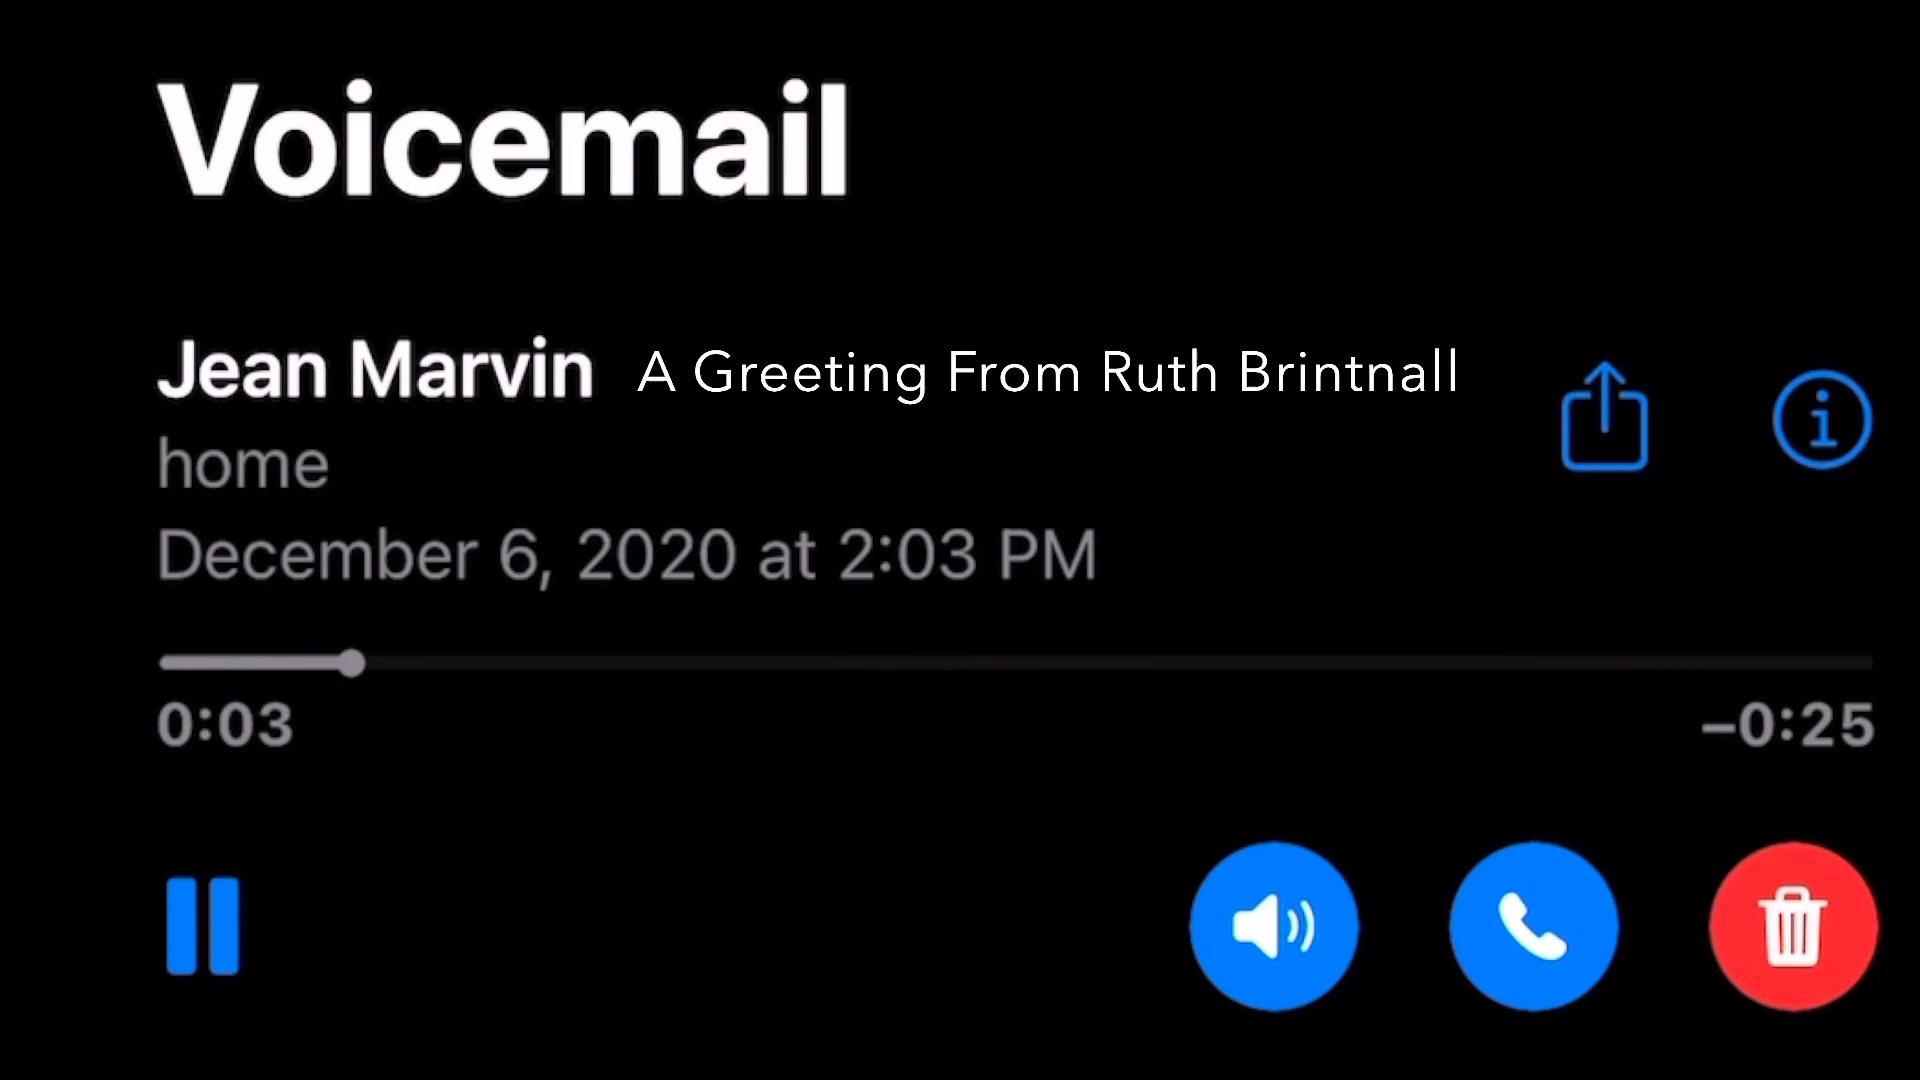 Voicemail
Jean Marvin A Greeting From Ruth Brintnall
home
December 6, 2020 at 2:03 PM
0:03 –0:25